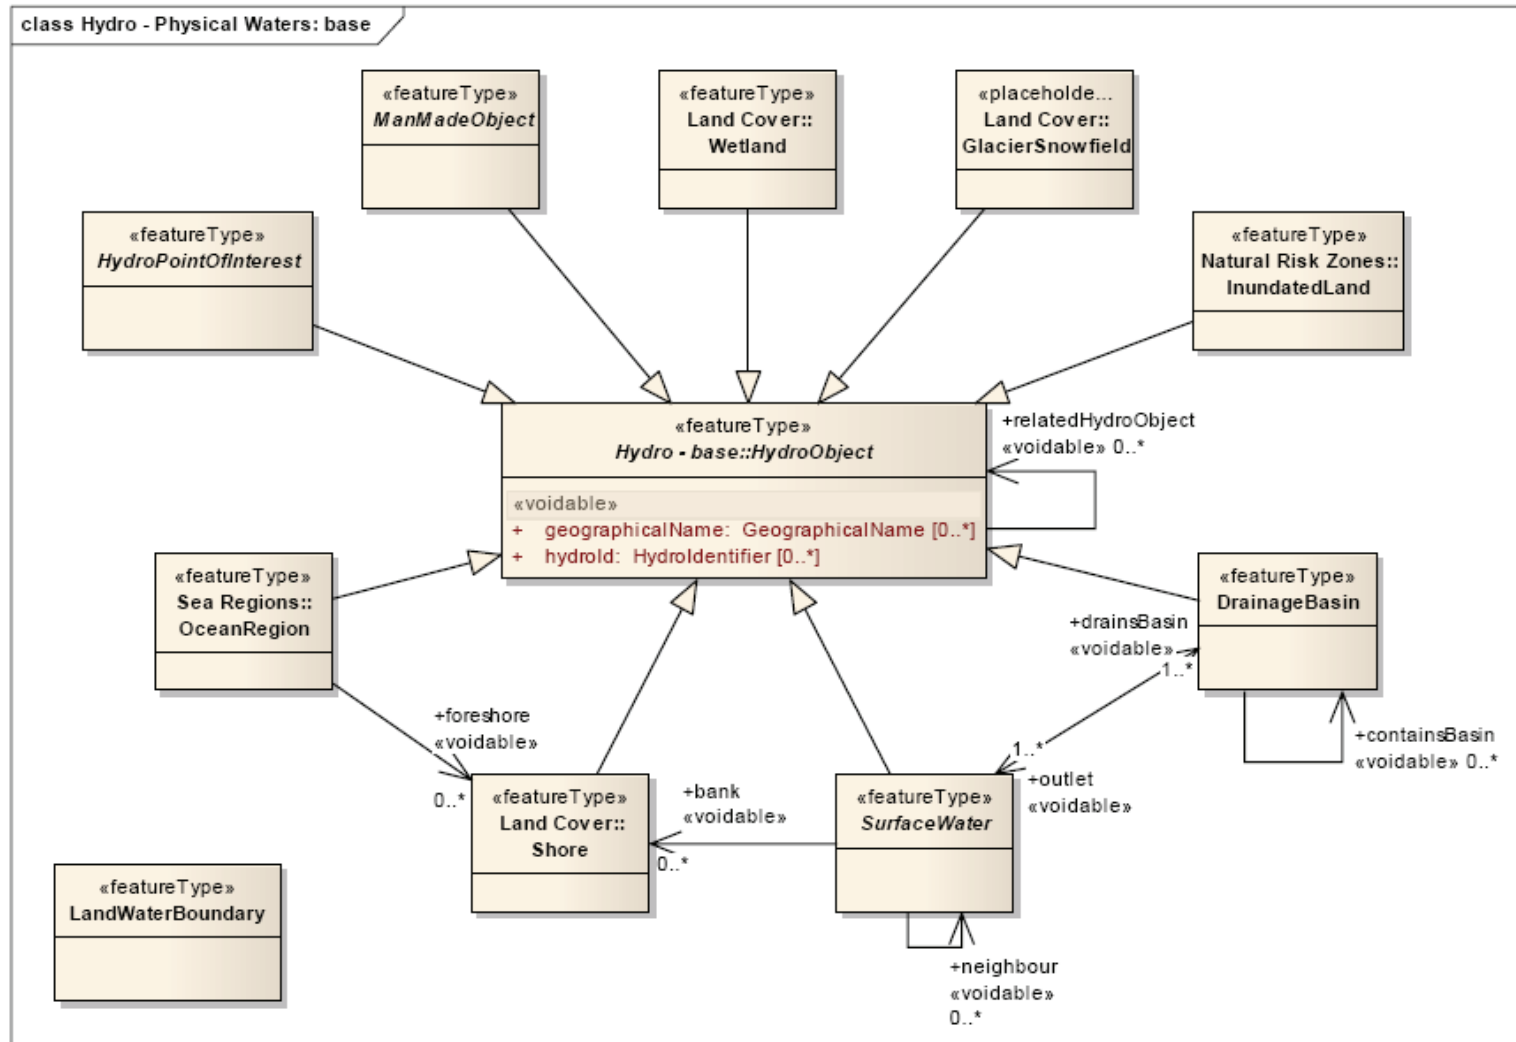 class Hydro - Physical Waters: base
«featureType»
ManMadeObject
«featureType»
Land Cover::
Wetland
«placeholde...
Land Cover::
GlacierSnowfield
«featureType»
HydroPointOfInterest
«featureType»
Natural Risk Zones::
InundatedLand
«featureType»
Hydro - base::HydroObject
«voidable»
+ geographicalName: GeographicalName [0..*]
+ hydroId: HydroIdentifier [0..*]
+relatedHydroObject
«voidable» 0..*
«featureType»
Sea Regions::
OceanRegion
«featureType»
DrainageBasin
+drainsBasin
«voidable»
1..*
+containsBasin
«voidable» 0..*
+foreshore
«voidable»
0..*
1..*
+outlet
«voidable»
«featureType»
Land Cover::
Shore
+bank
«voidable»
0..*
«featureType»
SurfaceWater
+neighbour
«voidable»
0..*
«featureType»
LandWaterBoundary